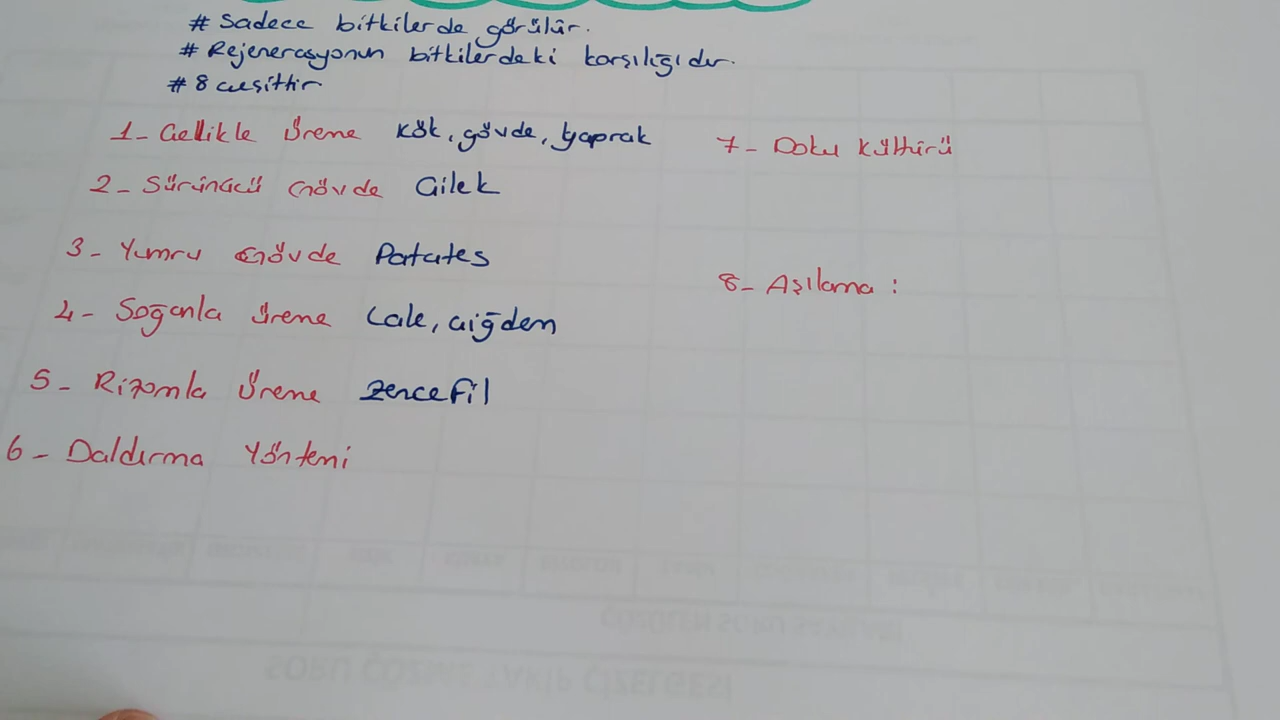 # Sadece bitkilerde görülür.
# Rejenerasyonun bitkilerdeki karşılığıdır.
# 8 çeşittir
1- Çelikle üreme kök, gövde, yaprak
2- Sürünücü Gövde Çilek
3- Yumru Gövde Patates
4- Soğanla üreme Lale, çiğdem
5- Rizomla üreme zencefil
6- Daldırma Yöntemi
7- Doku kültürü
8- Aşılama :